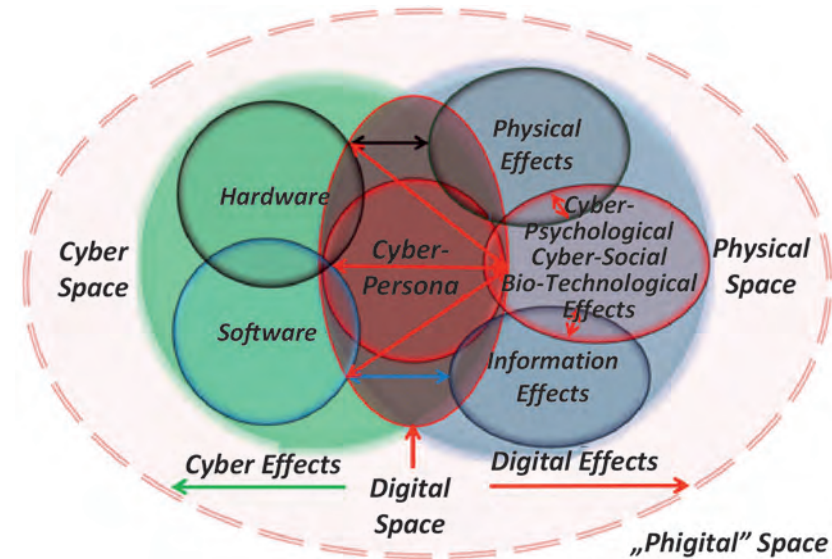 Physical
Effects
Hardware
Cyber-
Psychological
Cyber-Social
Bio-Technological
Effects
Cyber
Space
Cyber-
Persona
Physical
Space
Software
Information
Effects
Cyber Effects
Digital
Space
Digital Effects
„Phigital" Space